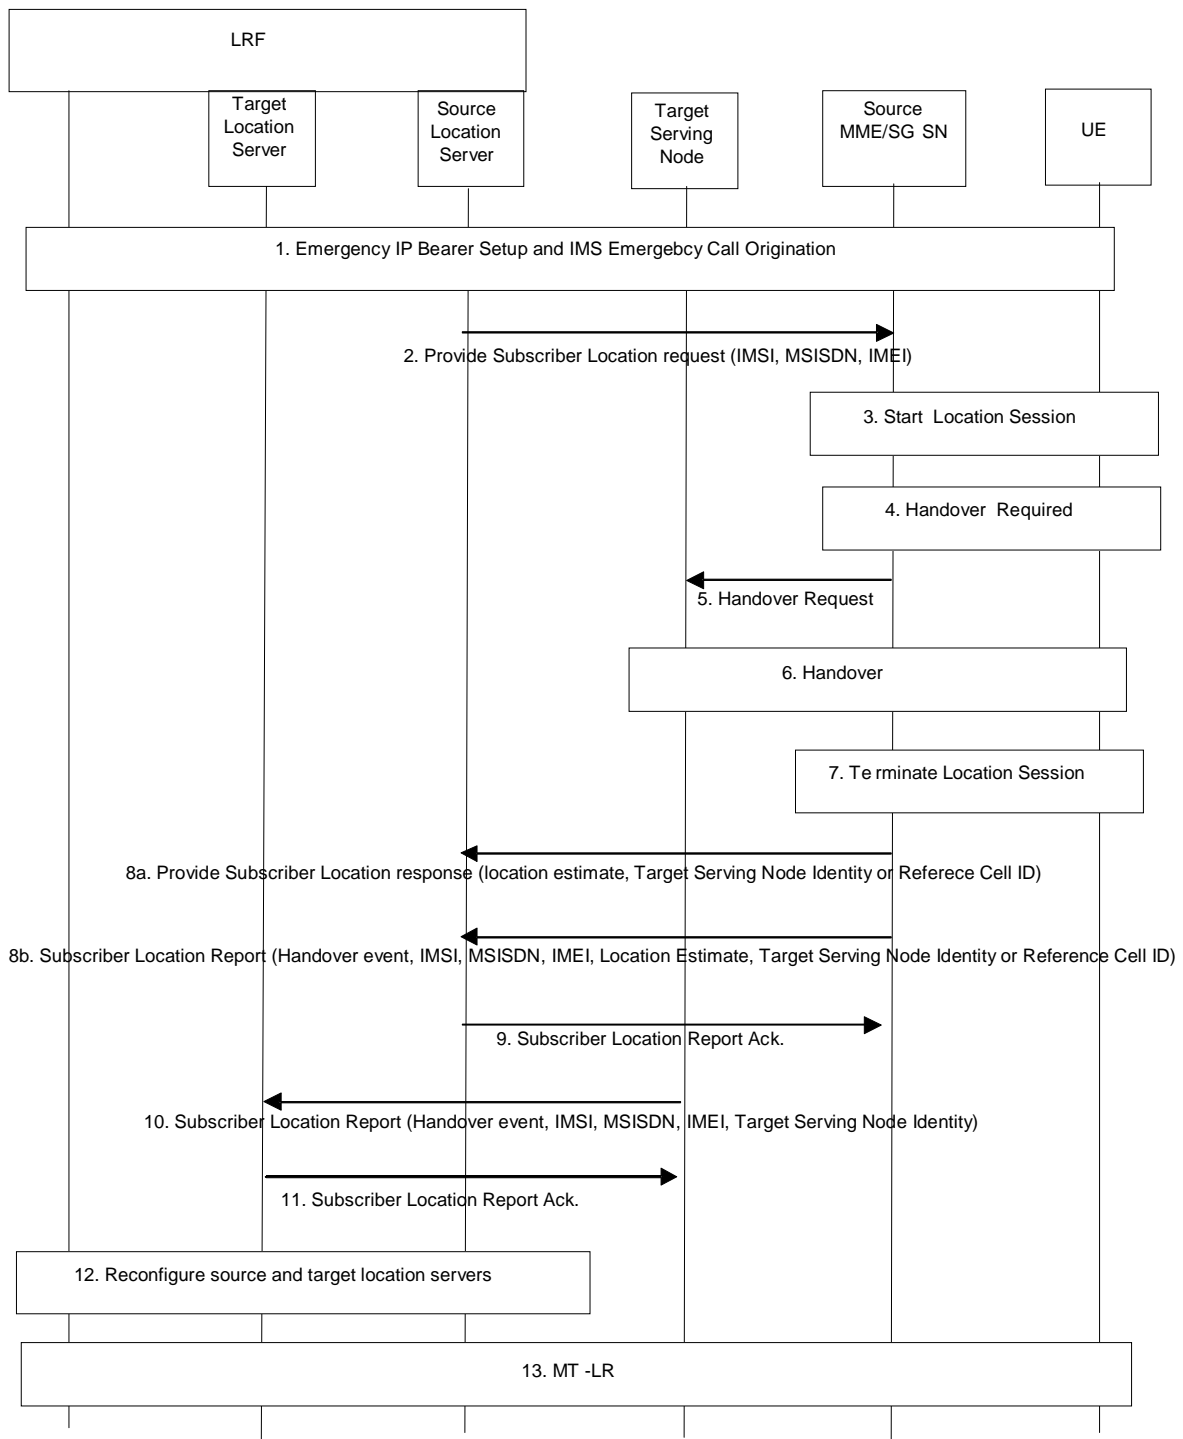 LRF
Target
Location
Server
Source
Location
Server
Target
Serving
Node
Source
MME/SG SN
UE
1. Emergency IP Bearer Setup and IMS Emergebcy Call Origination
2. Provide Subscriber Location request (IMSI, MSISDN, IMEI)
3. Start Location Session
4. Handover Required
5. Handover Request
6. Handover
7. Te rminate Location Session
8a. Provide Subscriber Location response (location estimate, Target Serving Node Identity or Referece Cell ID)
8b. Subscriber Location Report (Handover event, IMSI, MSISDN, IMEI, Location Estimate, Target Serving Node Identity or Reference Cell ID)
9. Subscriber Location Report Ack.
10. Subscriber Location Report (Handover event, IMSI, MSISDN, IMEI, Target Serving Node Identity)
11. Subscriber Location Report Ack.
12. Reconfigure source and target location servers
13. MT -LR